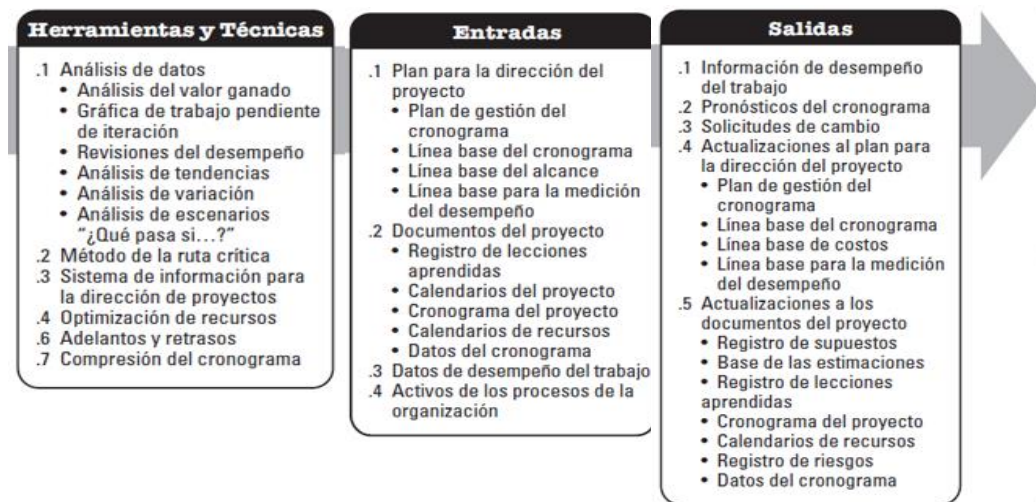 Herramientas y Técnicas
.1 Análisis de datos
• Análisis del valor ganado
• Gráfica de trabajo pendiente
de iteración
• Revisiones del desempeño
• Análisis de tendencias
• Análisis de variación
• Análisis de escenarios
"¿Qué pasa si...?"
.2 Método de la ruta crítica
.3 Sistema de información para
la dirección de proyectos
.4 Optimización de recursos
.6 Adelantos y retrasos
.7 Compresión del cronograma
Entradas
.1 Plan para la dirección del
proyecto
• Plan de gestión del
cronograma
• Línea base del cronograma
• Línea base del alcance
• Línea base para la medición
del desempeño
.2 Documentos del proyecto
• Registro de lecciones
aprendidas
• Calendarios del proyecto
• Cronograma del proyecto
• Calendarios de recursos
• Datos del cronograma
.3 Datos de desempeño del trabajo
.4 Activos de los procesos de la
organización
Salidas
.1 Información de desempeño
del trabajo
.2 Pronósticos del cronograma
.3 Solicitudes de cambio
.4 Actualizaciones al plan para
la dirección del proyecto
• Plan de gestión del
cronograma
• Línea base del cronograma
• Línea base de costos
• Línea base para la medición
del desempeño
.5 Actualizaciones a los
documentos del proyecto
• Registro de supuestos
• Base de las estimaciones
• Registro de lecciones
aprendidas
• Cronograma del proyecto
• Calendarios de recursos
• Registro de riesgos
• Datos del cronograma